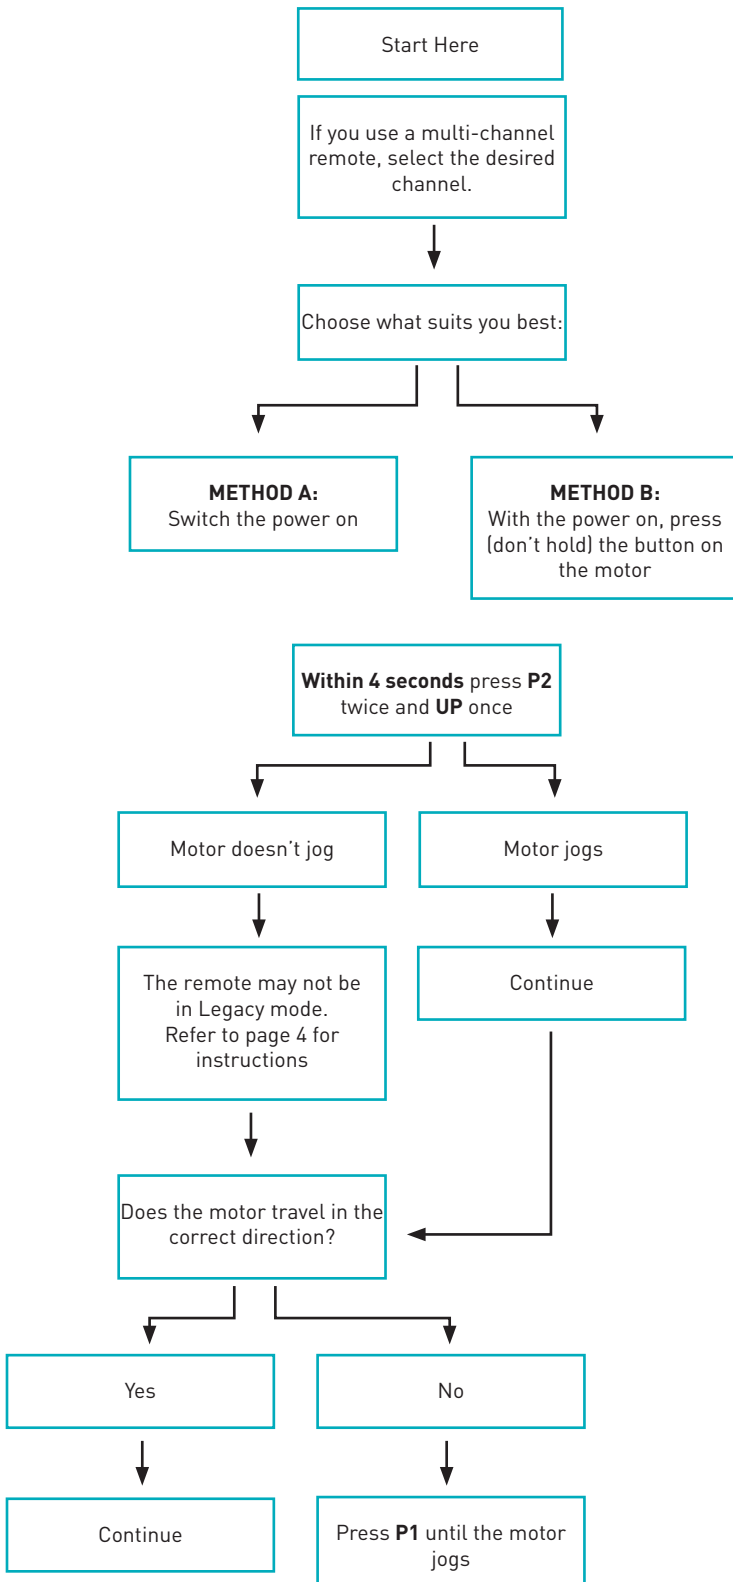 Start Here
If you use a multi-channel
remote, select the desired
channel.
Choose what suits you best:
METHOD A:
Switch the power on
METHOD B:
With the power on, press
(don't hold) the button on
the motor
Within 4 seconds press P2
twice and UP once
Motor doesn't jog
Motor jogs
The remote may not be
in Legacy mode.
Refer to page 4 for
instructions
Continue
Does the motor travel in the
correct direction?
Yes
No
Continue
Press P1 until the motor
jogs